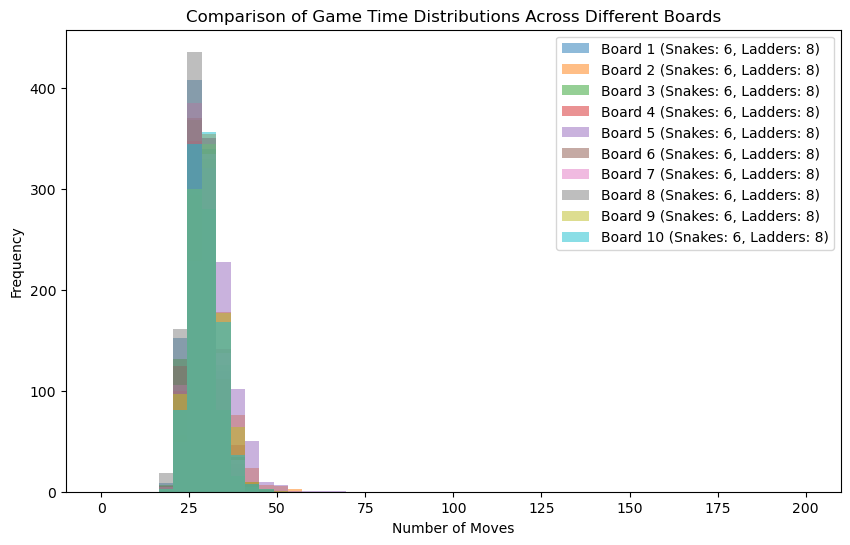 Comparison of Game Time Distributions Across Different Boards
Board 1 (Snakes: 6, Ladders: 8)
Board 2 (Snakes: 6, Ladders: 8)
Board 3 (Snakes: 6, Ladders: 8)
Board 4 (Snakes: 6, Ladders: 8)
Board 5 (Snakes: 6, Ladders: 8)
Board 6 (Snakes: 6, Ladders: 8)
Board 7 (Snakes: 6, Ladders: 8)
Board 8 (Snakes: 6, Ladders: 8)
Board 9 (Snakes: 6, Ladders: 8)
Board 10 (Snakes: 6, Ladders: 8)
Frequency
400
300
200
100
0
0 25 50 75 100 125 150 175 200
Number of Moves